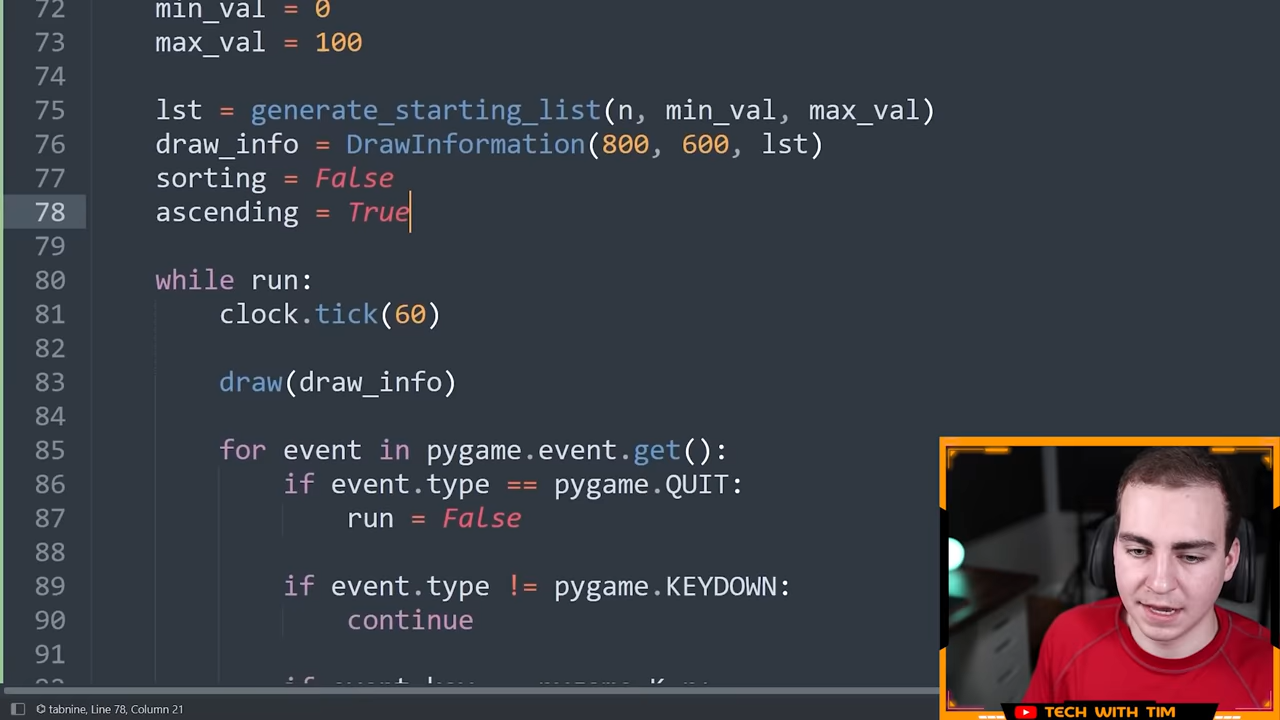 72 min_val = 0
73 max_val = 100
74
75 lst = generate_starting_list(n, min_val, max_val)
76 draw_info = DrawInformation(800, 600, lst)
77 sorting = False
78 ascending = True
79
80 while run:
81 clock.tick(60)
82
83 draw(draw_info)
84
85 for event in pygame.event.get():
86 if event.type == pygame.QUIT:
87 run = False
88
89 if event.type != pygame.KEYDOWN:
90 continue
91
tabnine, Line 78, Column 21
TECH WITH TIM